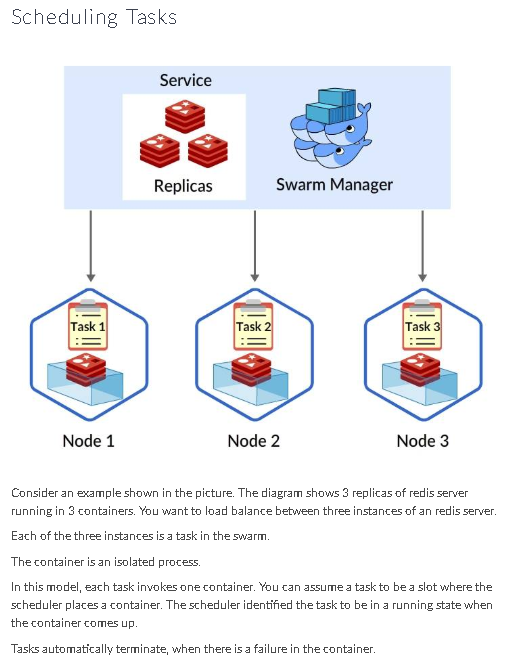 Scheduling Tasks
Service
Replicas
Swarm Manager
Task 1
Task 2
Task 3
Node 1
Node 2
Node 3
Consider an example shown in the picture. The diagram shows 3 replicas of redis server
running in 3 containers. You want to load balance between three instances of an redis server.
Each of the three instances is a task in the swarm.
The container is an isolated process.
In this model, each task invokes one container. You can assume a task to be a slot where the
scheduler places a container. The scheduler identified the task to be in a running state when
the container comes up.
Tasks automatically terminate, when there is a failure in the container.